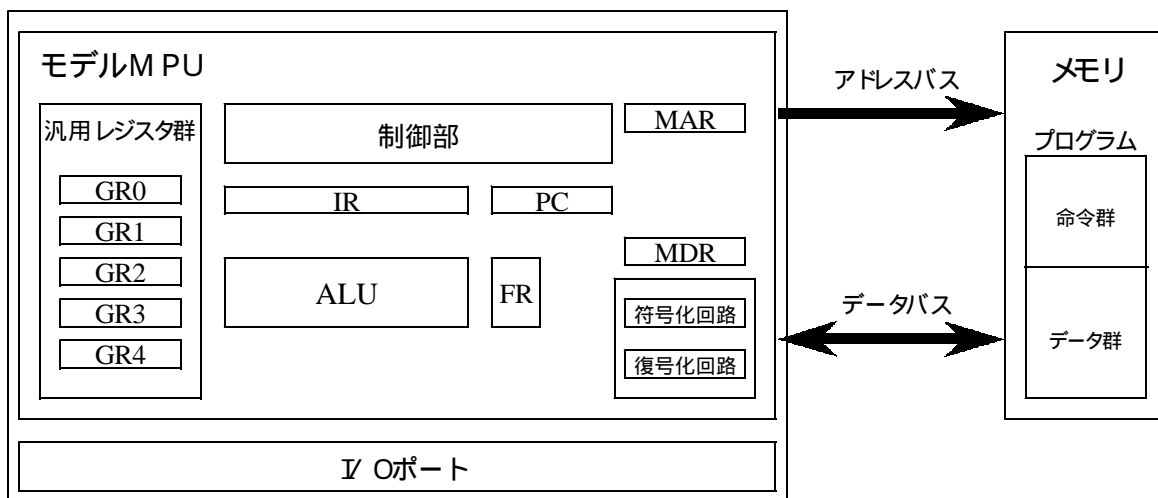 モデルMPU
汎用レジスタ群
GR0
GR1
GR2
GR3
GR4
制御部
IR
PC
ALU
FR
MAR
MDR
符号化回路
復号化回路
I/Oポート
アドレスバス
データバス
メモリ
プログラム
命令群
データ群